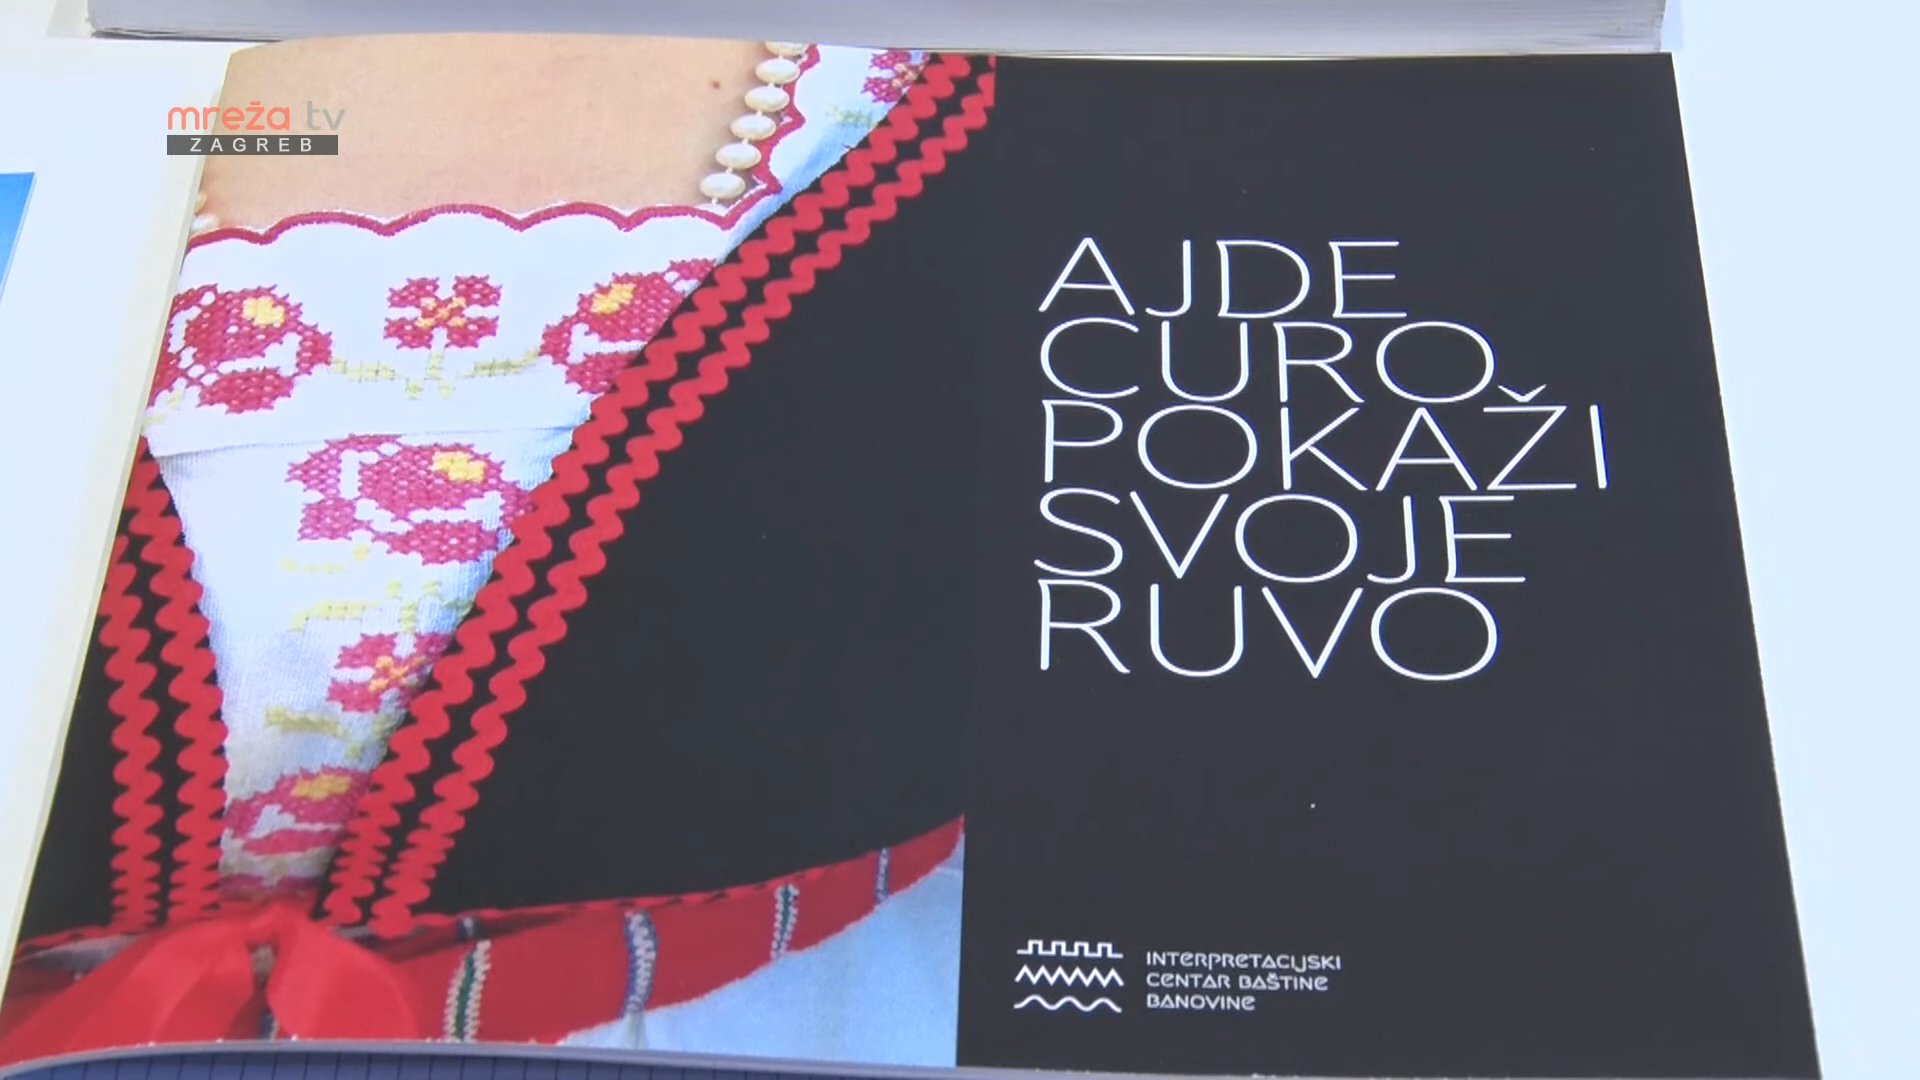 mreža tv
ZAGREB
AJDE
CURO
POKAŽI
SVOJE
RUVO
INTERPRETACIJSKI
CENTAR BAŠTINE
BANOVINE